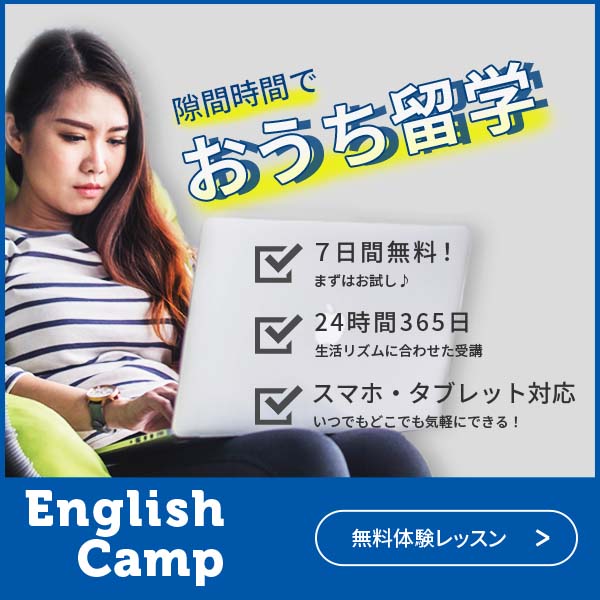 隙間時間で
おうち留学
7日間無料！
まずはお試し♪
24時間365日
生活リズムに合わせた受講
スマホ・タブレット対応
いつでもどこでも気軽にできる！
English
Camp
無料体験レッスン >